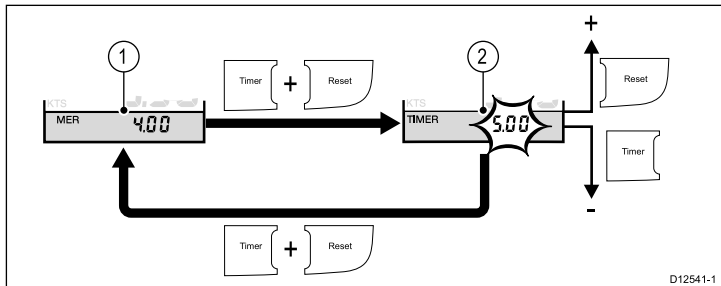 1
2
+
Timer
+
Reset
Reset
KTS
KTS
MER
4.00
TIMER
5.00
Timer
-
Timer
+
Reset
D12541-1